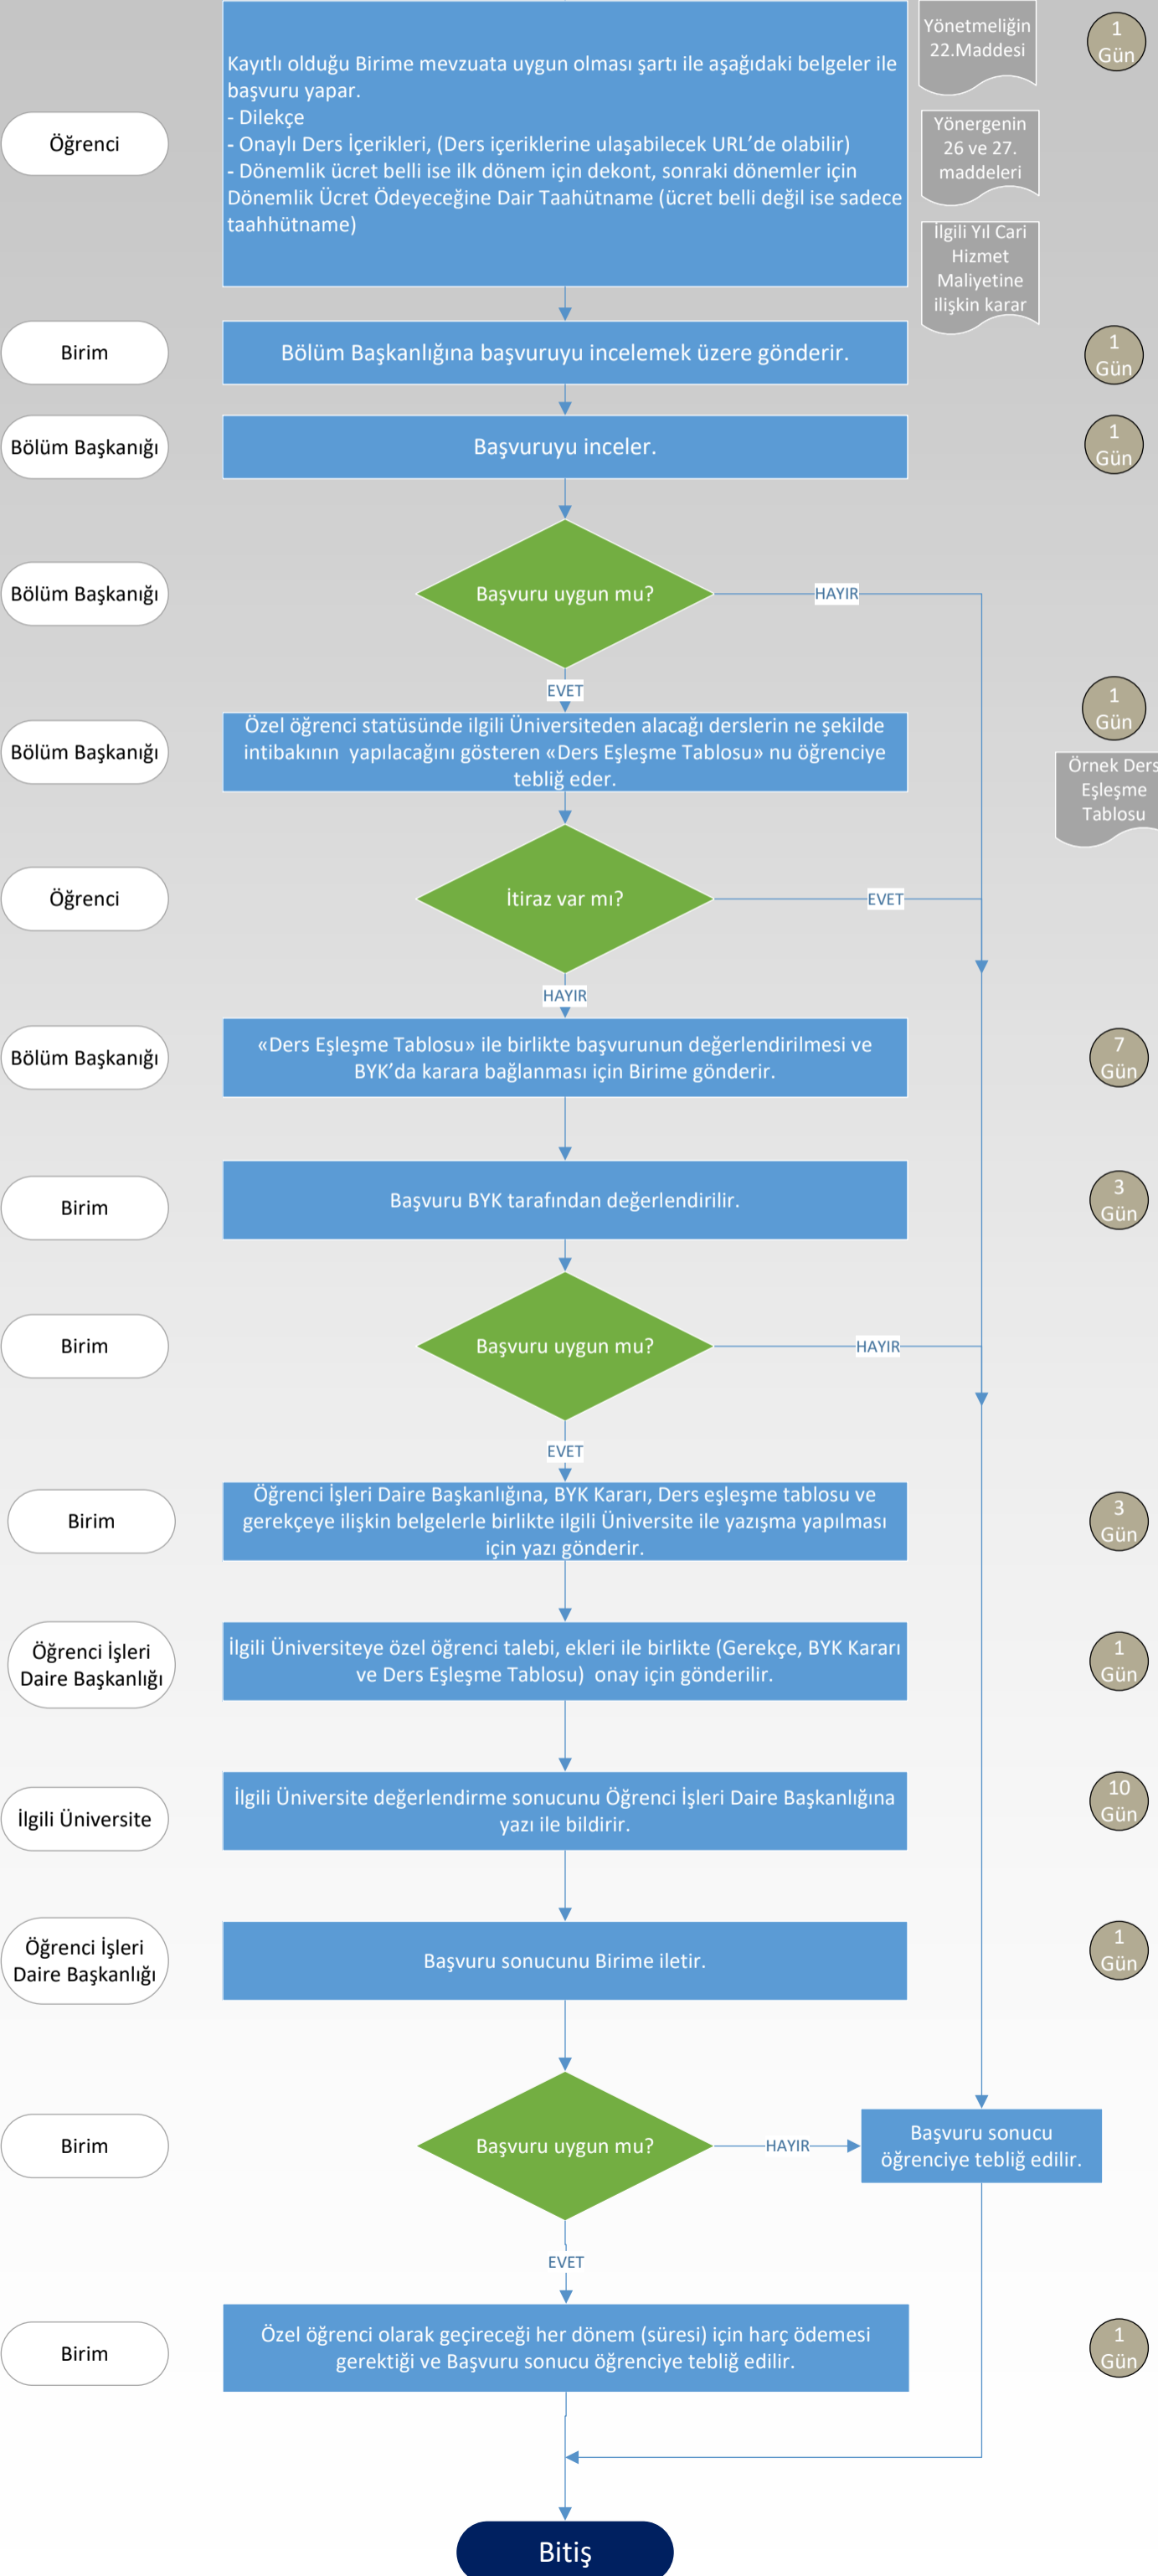 Yönetmeliğin
22.Maddesi
1
Gün
Kayıtlı olduğu Birime mevzuata uygun olması şartı ile aşağıdaki belgeler ile
başvuru yapar.
- Dilekçe
- Onaylı Ders İçerikleri, (Ders içeriklerine ulaşabilecek URL’de olabilir)
- Dönemlik ücret belli ise ilk dönem için dekont, sonraki dönemler için
Dönemlik Ücret Ödeyeceğine Dair Taahütname (ücret belli değil ise sadece
taahhütname)
Öğrenci
Yönergenin
26 ve 27.
maddeleri
İlgili Yıl Cari
Hizmet
Maliyetine
ilişkin karar
Birim
Bölüm Başkanlığına başvuruyu incelemek üzere gönderir.
1
Gün
Bölüm Başkanığı
Başvuruyu inceler.
1
Gün
Bölüm Başkanığı
Başvuru uygun mu?
HAYIR
EVET
Bölüm Başkanığı
Özel öğrenci statüsünde ilgili Üniversiteden alacağı derslerin ne şekilde
intibakının yapılacağını gösteren «Ders Eşleşme Tablosu» nu öğrenciye
tebliğ eder.
1
Gün
Örnek Ders
Eşleşme
Tablosu
Öğrenci
İtiraz var mı?
EVET
HAYIR
Bölüm Başkanığı
«Ders Eşleşme Tablosu» ile birlikte başvurunun değerlendirilmesi ve
BYK’da karara bağlanması için Birime gönderir.
7
Gün
Birim
Başvuru BYK tarafından değerlendirilir.
3
Gün
Birim
Başvuru uygun mu?
HAYIR
EVET
Birim
Öğrenci İşleri Daire Başkanlığına, BYK Kararı, Ders eşleşme tablosu ve
gerekçeye ilişkin belgelerle birlikte ilgili Üniversite ile yazışma yapılması
için yazı gönderir.
3
Gün
Öğrenci İşleri
Daire Başkanlığı
İlgili Üniversiteye özel öğrenci talebi, ekleri ile birlikte (Gerekçe, BYK Kararı
ve Ders Eşleşme Tablosu) onay için gönderilir.
1
Gün
İlgili Üniversite
İlgili Üniversite değerlendirme sonucunu Öğrenci İşleri Daire Başkanlığına
yazı ile bildirir.
10
Gün
Öğrenci İşleri
Daire Başkanlığı
Başvuru sonucunu Birime iletir.
1
Gün
Birim
Başvuru uygun mu?
HAYIR
Başvuru sonucu
öğrenciye tebliğ edilir.
EVET
Birim
Özel öğrenci olarak geçireceği her dönem (süresi) için harç ödemesi
gerektiği ve Başvuru sonucu öğrenciye tebliğ edilir.
1
Gün
Bitiş